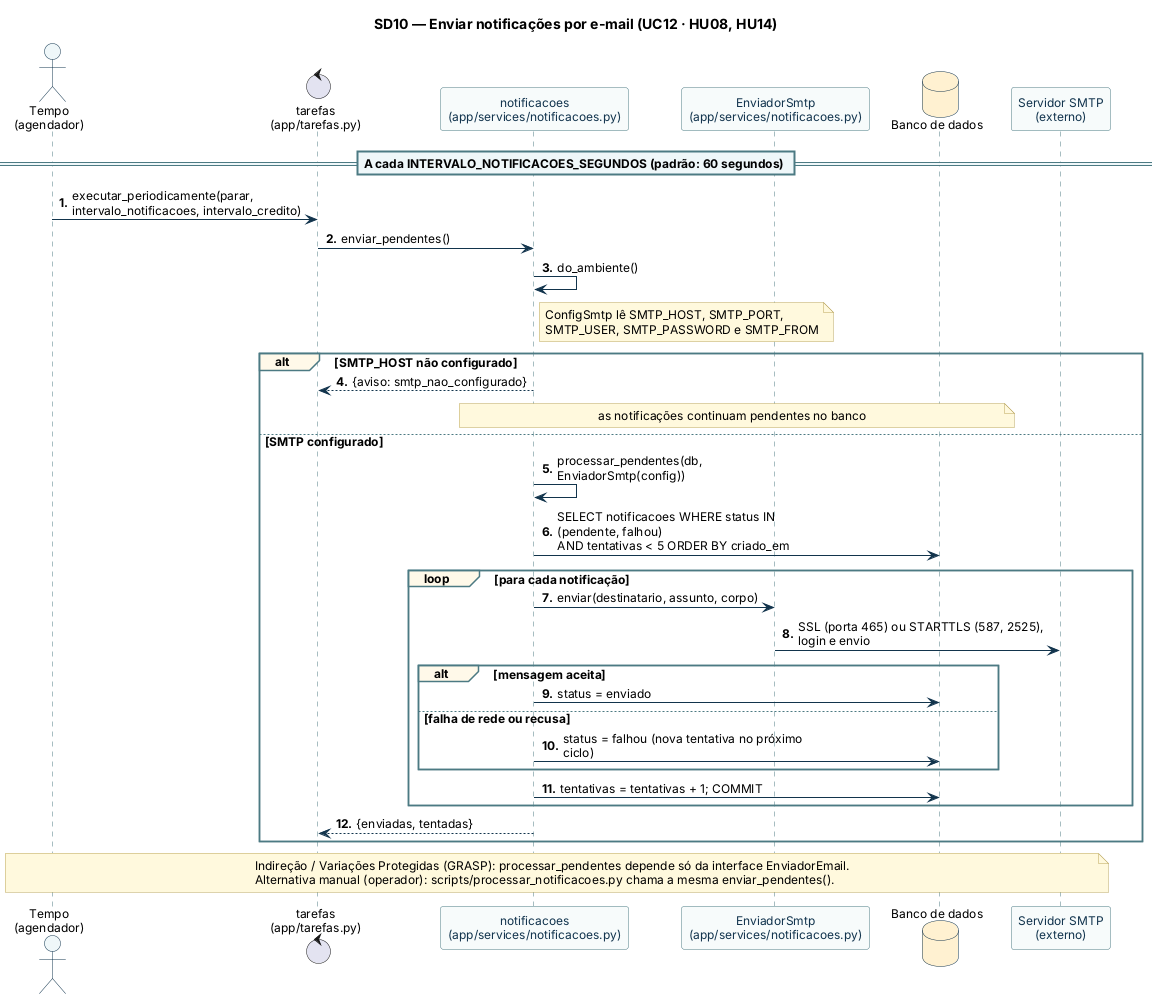 SD10 — Enviar notificações por e-mail (UC12 · HU08, HU14)
Tempo
(agendador)
tarefas
(app/tarefas.py)
notificacoes
(app/services/notificacoes.py)
EnviadorSmtp
(app/services/notificacoes.py)
Banco de dados
Servidor SMTP
(externo)
A cada INTERVALO_NOTIFICACOES_SEGUNDOS (padrão: 60 segundos)
1. executar_periodicamente(parar,
intervalo_notificacoes, intervalo_credito)
2. enviar_pendentes()
3. do_ambiente()
ConfigSmtp lê SMTP_HOST, SMTP_PORT,
SMTP_USER, SMTP_PASSWORD e SMTP_FROM
alt [SMTP_HOST não configurado]
4. {aviso: smtp_nao_configurado}
as notificações continuam pendentes no banco
[SMTP configurado]
5. processar_pendentes(db,
EnviadorSmtp(config))
6. SELECT notificacoes WHERE status IN
(pendente, falhou)
AND tentativas < 5 ORDER BY criado_em
loop [para cada notificação]
7. enviar(destinatario, assunto, corpo)
8. SSL (porta 465) ou STARTTLS (587, 2525),
login e envio
alt [mensagem aceita]
9. status = enviado
[falha de rede ou recusa]
10. status = falhou (nova tentativa no próximo
ciclo)
11. tentativas = tentativas + 1; COMMIT
12. {enviadas, tentadas}
Indireção / Variações Protegidas (GRASP): processar_pendentes depende só da interface EnviadorEmail.
Alternativa manual (operador): scripts/processar_notificacoes.py chama a mesma enviar_pendentes().
Tempo
(agendador)
tarefas
(app/tarefas.py)
notificacoes
(app/services/notificacoes.py)
EnviadorSmtp
(app/services/notificacoes.py)
Banco de dados
Servidor SMTP
(externo)